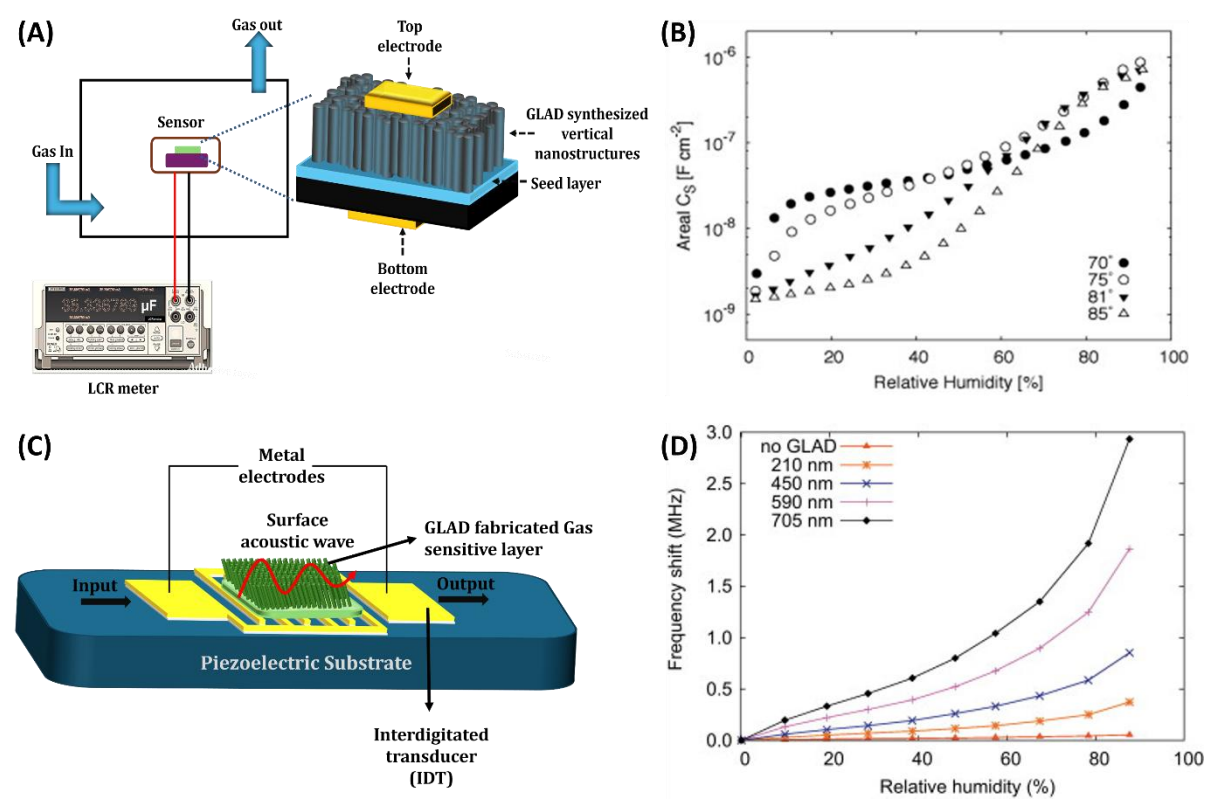 (A)
Gas out
Gas In
Sensor
Top
electrode
GLAD synthesized
vertical
nanostructures
Seed layer
Bottom
electrode
35.336789 µF
LCR meter
(B)
Areal C_S [F cm^-2]
10^-6
10^-7
10^-8
10^-9
70°
75°
81°
85°
0 20 40 60 80 100
Relative Humidity [%]
(C)
Metal
electrodes
Surface
acoustic wave
GLAD fabricated Gas
sensitive layer
Input
Output
Piezoelectric Substrate
Interdigitated
transducer
(IDT)
(D)
Frequency shift (MHz)
3.0
2.5
2.0
1.5
1.0
0.5
0.0
no GLAD
210 nm
450 nm
590 nm
705 nm
0 20 40 60 80 100
Relative humidity (%)